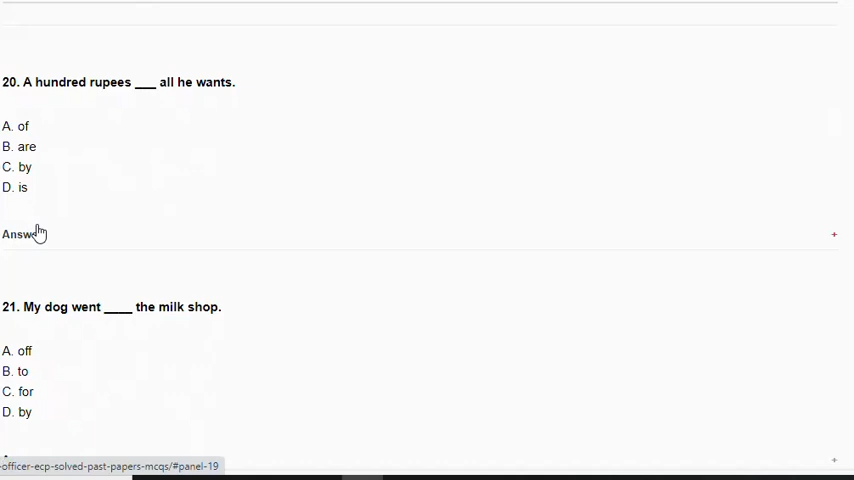 20. A hundred rupees ___ all he wants.
A. of
B. are
C. by
D. is
+
21. My dog went ____ the milk shop.
A. off
B. to
C. for
D. by
+
-officer-ecp-solved-past-papers-mcqs/#panel-19